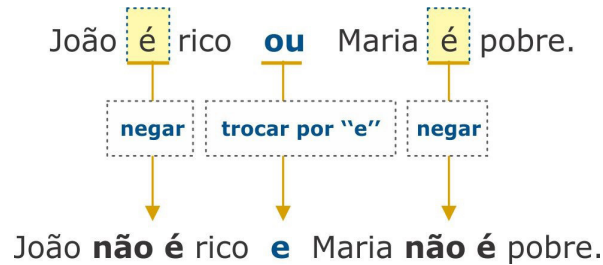 João é rico ou Maria é pobre.
negar trocar por “e” negar
João não é rico e Maria não é pobre.